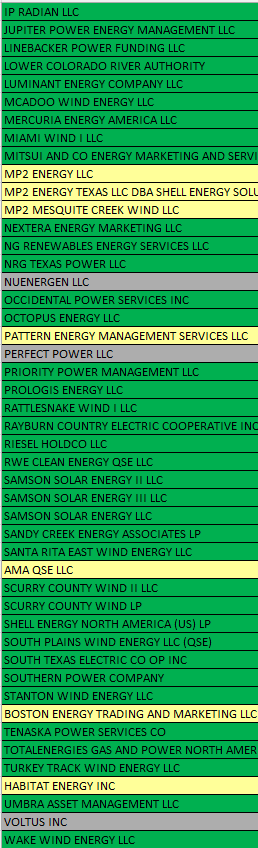 IP RADIAN LLC
JUPITER POWER ENERGY MANAGEMENT LLC
LINEBACKER POWER FUNDING LLC
LOWER COLORADO RIVER AUTHORITY
LUMINANT ENERGY COMPANY LLC
MCADOO WIND ENERGY LLC
MERCURIA ENERGY AMERICA LLC
MIAMI WIND I LLC
MITSUI AND CO ENERGY MARKETING AND SERVI
MP2 ENERGY LLC
MP2 ENERGY TEXAS LLC DBA SHELL ENERGY SOLU
MP2 MESQUITE CREEK WIND LLC
NEXTERA ENERGY MARKETING LLC
NG RENEWABLES ENERGY SERVICES LLC
NRG TEXAS POWER LLC
NUENERGEN LLC
OCCIDENTAL POWER SERVICES INC
OCTOPUS ENERGY LLC
PATTERN ENERGY MANAGEMENT SERVICES LLC
PERFECT POWER LLC
PRIORITY POWER MANAGEMENT LLC
PROLOGIS ENERGY LLC
RATTLESNAKE WIND I LLC
RAYBURN COUNTRY ELECTRIC COOPERATIVE INC
RIESEL HOLDCO LLC
RWE CLEAN ENERGY QSE LLC
SAMSON SOLAR ENERGY II LLC
SAMSON SOLAR ENERGY III LLC
SAMSON SOLAR ENERGY LLC
SANDY CREEK ENERGY ASSOCIATES LP
SANTA RITA EAST WIND ENERGY LLC
AMA QSE LLC
SCURRY COUNTY WIND II LLC
SCURRY COUNTY WIND LP
SHELL ENERGY NORTH AMERICA (US) LP
SOUTH PLAINS WIND ENERGY LLC (QSE)
SOUTH TEXAS ELECTRIC CO OP INC
SOUTHERN POWER COMPANY
STANTON WIND ENERGY LLC
BOSTON ENERGY TRADING AND MARKETING LLC
TENASKA POWER SERVICES CO
TOTALENERGIES GAS AND POWER NORTH AMER
TURKEY TRACK WIND ENERGY LLC
HABITAT ENERGY INC
UMBRA ASSET MANAGEMENT LLC
VOLTUS INC
WAKE WIND ENERGY LLC